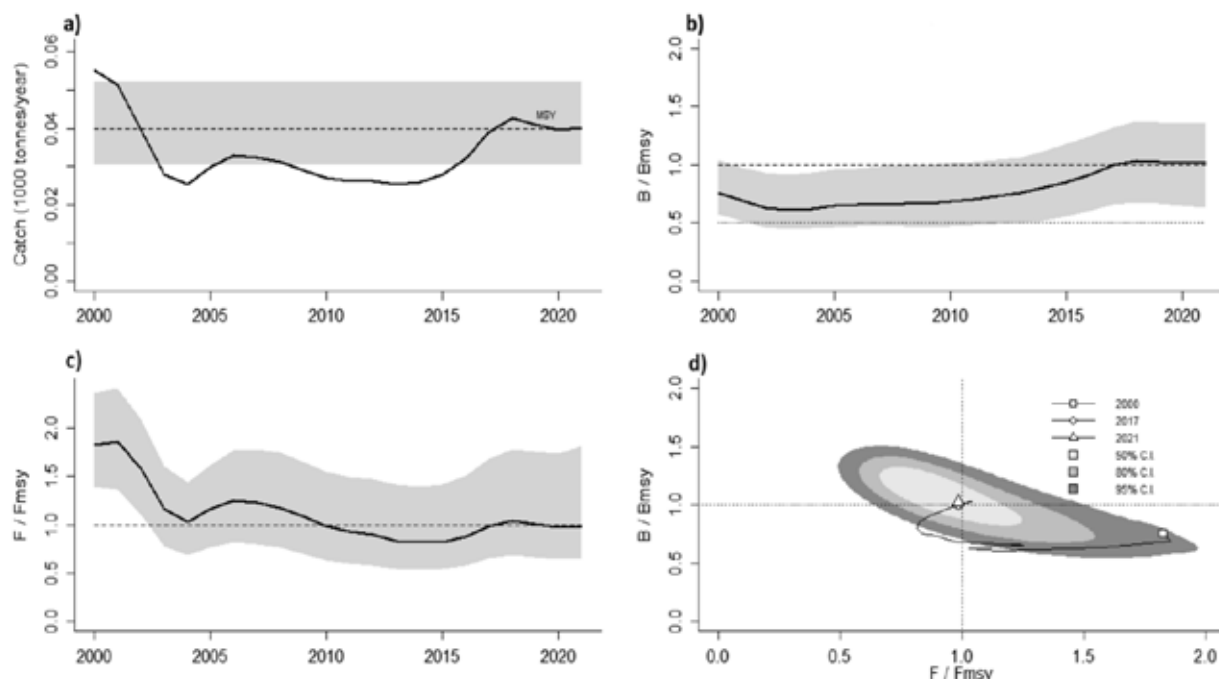 a)
Catch (1000 tonnes/year)
0.00 0.02 0.04 0.06
MSY
2000 2005 2010 2015 2020
b)
B / Bmsy
0.0 0.5 1.0 1.5 2.0
2000 2005 2010 2015 2020
c)
F / Fmsy
0.0 0.5 1.0 1.5 2.0
2000 2005 2010 2015 2020
d)
B / Bmsy
0.0 0.5 1.0 1.5 2.0
2000
2017
2021
50% C.I.
80% C.I.
95% C.I.
0.0 0.5 1.0 1.5 2.0
F / Fmsy